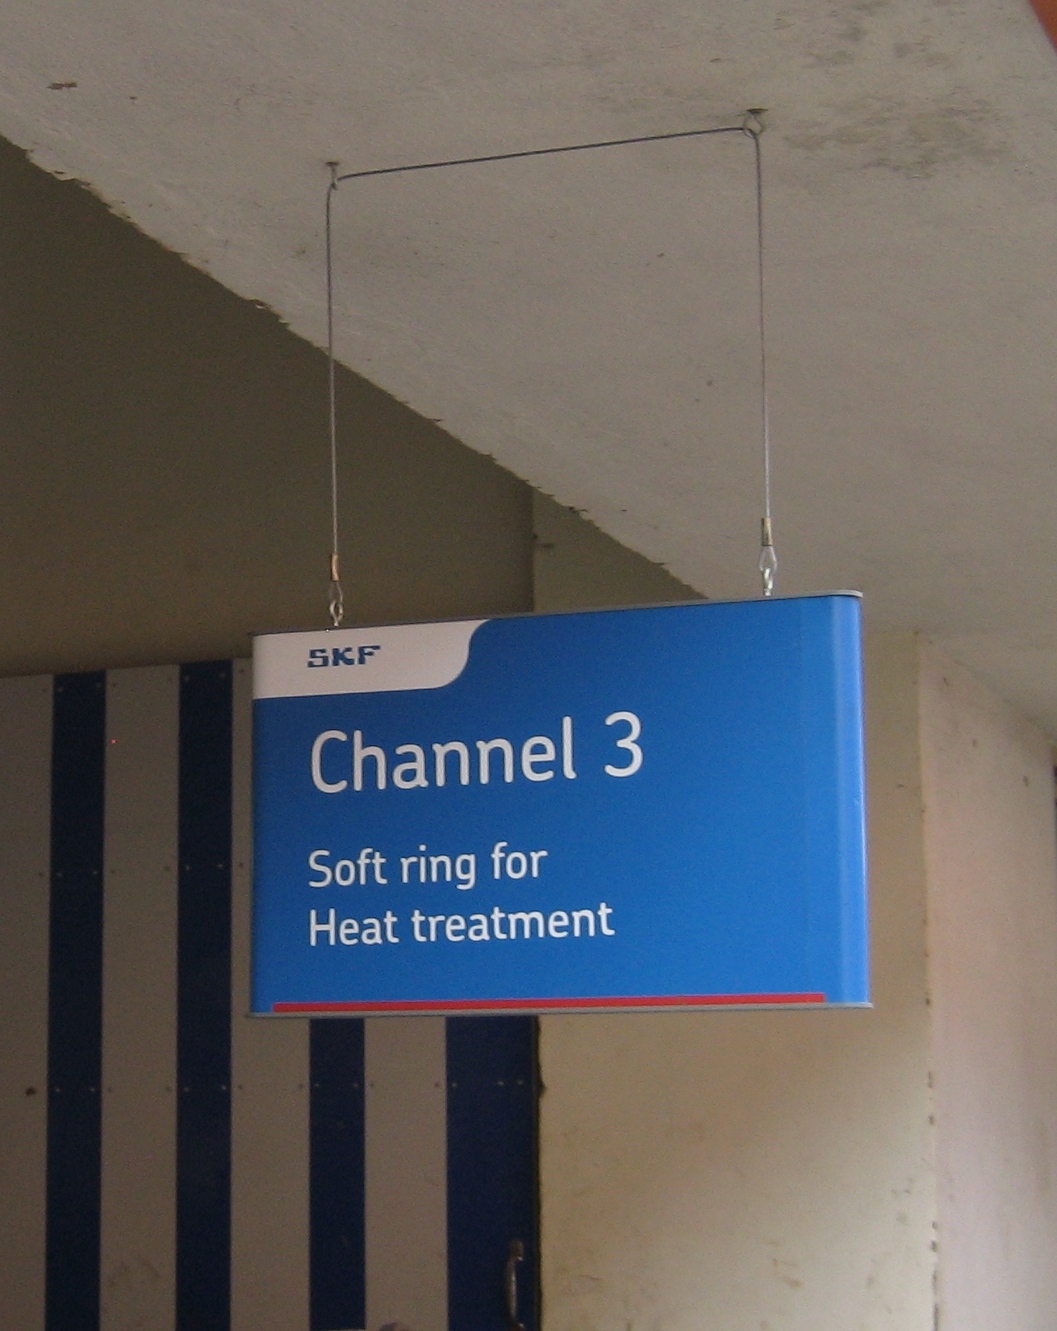 SKF
Channel 3
Soft ring for
Heat treatment